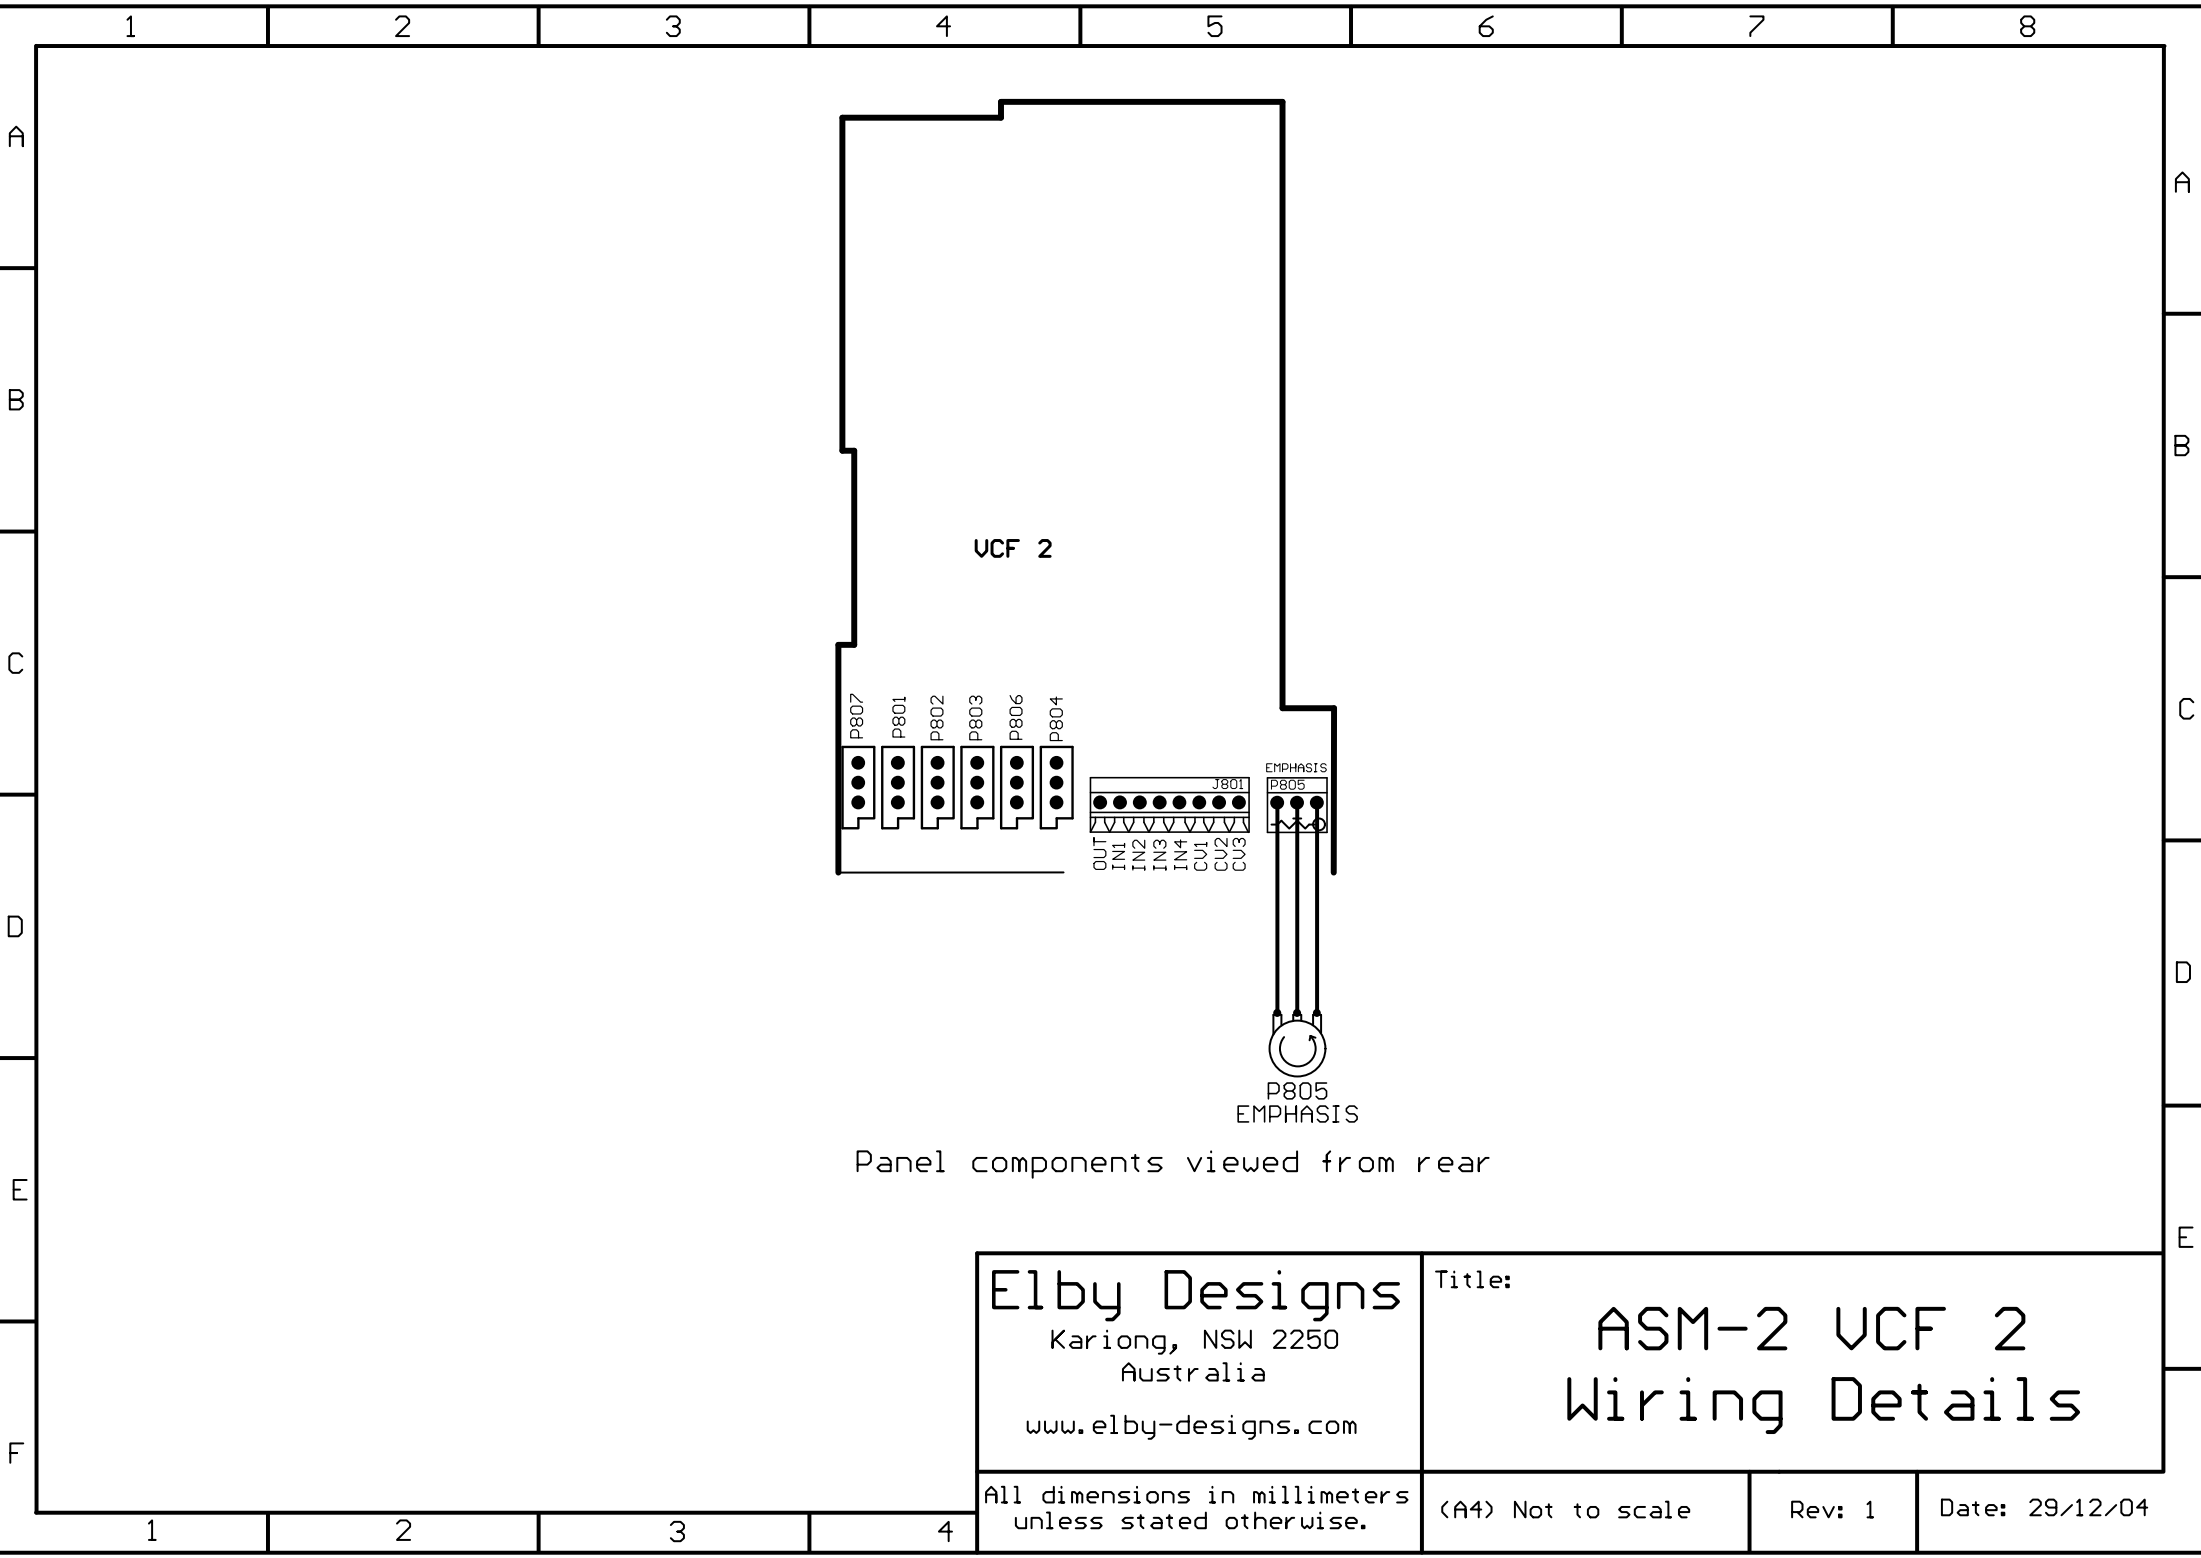 1 2 3 4 5 6 7 8
A
A
B
B
VCF 2
C
C
P807 P801 P802 P803 P806 P804
EMPHASIS
J801 P805
OUT IN1 IN2 IN3 IN4 CV1 CV2 CV3
D
D
P805
EMPHASIS
Panel components viewed from rear
E
E
Elby Designs
Kariong, NSW 2250
Australia
www.elby-designs.com
Title:
ASM-2 VCF 2
Wiring Details
F
All dimensions in millimeters
unless stated otherwise.
(A4) Not to scale
Rev: 1
Date: 29/12/04
1 2 3 4